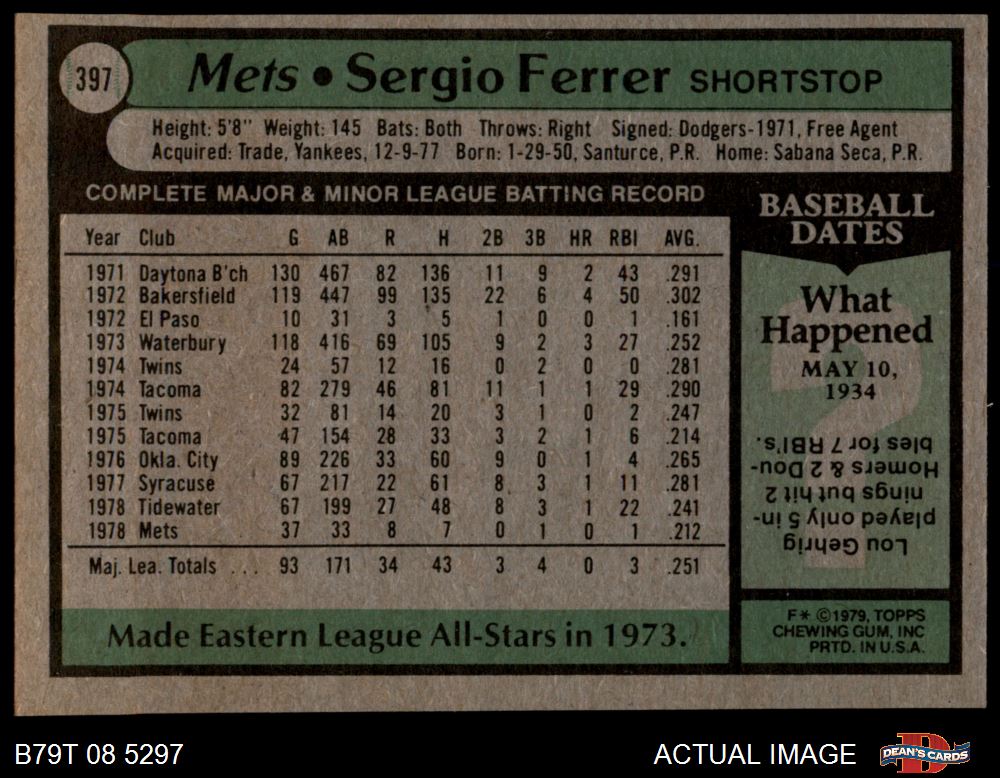 397
Mets • Sergio Ferrer SHORTSTOP
Height: 5'8" Weight: 145 Bats: Both Throws: Right Signed: Dodgers-1971, Free Agent
Acquired: Trade, Yankees, 12-9-77 Born: 1-29-50, Santurce, P.R. Home: Sabana Seca, P.R.
COMPLETE MAJOR & MINOR LEAGUE BATTING RECORD
Year Club G AB R H 2B 3B HR RBI AVG.
1971 Daytona B'ch 130 467 82 136 11 9 2 43 .291
1972 Bakersfield 119 447 99 135 22 6 4 50 .302
1972 El Paso 10 31 3 5 1 0 0 1 .161
1973 Waterbury 118 416 69 105 9 2 3 27 .252
1974 Twins 24 57 12 16 0 2 0 0 .281
1974 Tacoma 82 279 46 81 11 1 1 29 .290
1975 Twins 32 81 14 20 3 1 0 2 .247
1975 Tacoma 47 154 28 33 3 2 1 6 .214
1976 Okla. City 89 226 33 60 9 0 1 4 .265
1977 Syracuse 67 217 22 61 8 3 1 11 .281
1978 Tidewater 67 199 27 48 8 3 1 22 .241
1978 Mets 37 33 8 7 0 1 0 1 .212
Maj. Lea. Totals ... 93 171 34 43 3 4 0 3 .251
Made Eastern League All-Stars in 1973.
BASEBALL
DATES
What
Happened
MAY 10,
1934
?
Lou Gehrig
played only 5 in-
nings but hit 2
Homers & 2 Dou-
bles for 7 RBI's.
F* ©1979, TOPPS
CHEWING GUM, INC
PRTD. IN U.S.A.
B79T 08 5297
ACTUAL IMAGE
DEAN'S CARDS